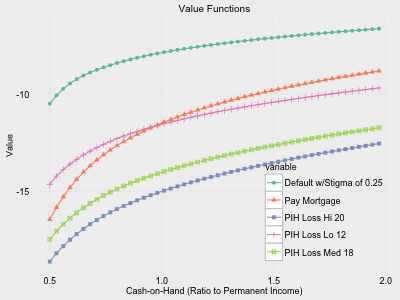 Value Functions
-10
-15
Value
variable
Default w/Stigma of 0.25
Pay Mortgage
PIH Loss Hi 20
PIH Loss Lo 12
PIH Loss Med 18
0.5 1.0 1.5 2.0
Cash-on-Hand (Ratio to Permanent Income)